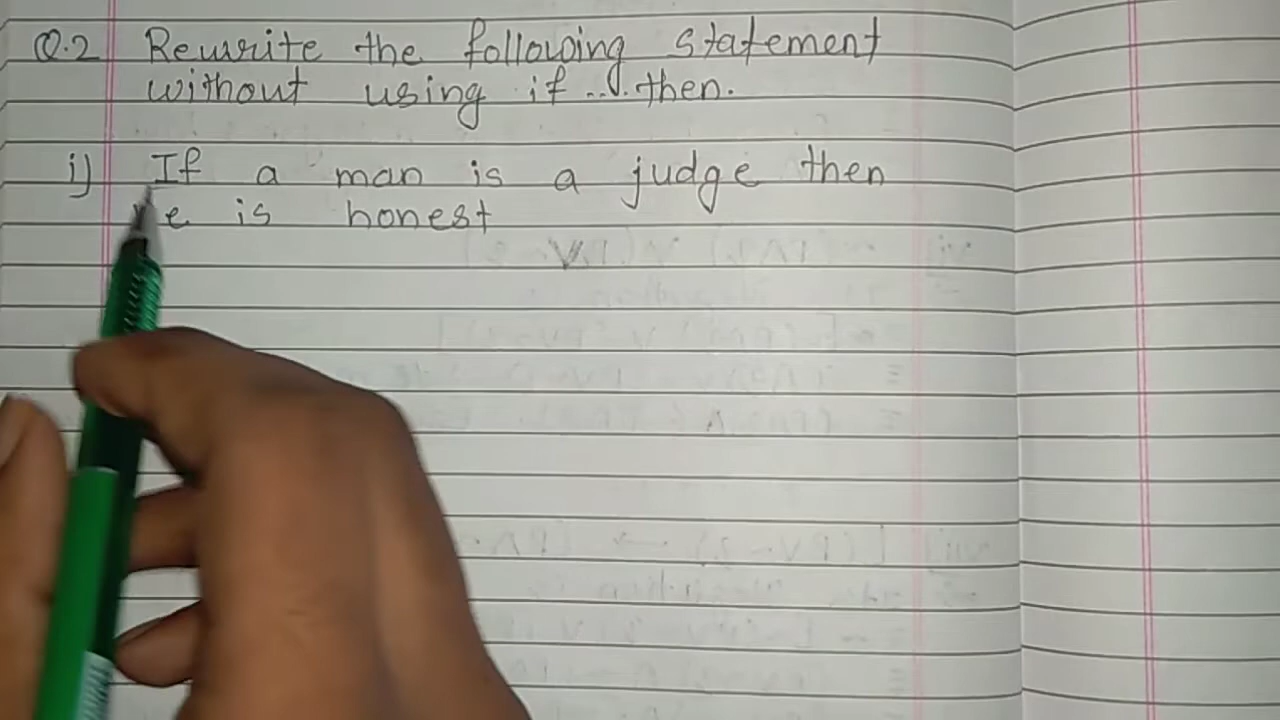 Q.2 Rewrite the following statement
without using if ... then.
i) If a man is a judge then
he is honest